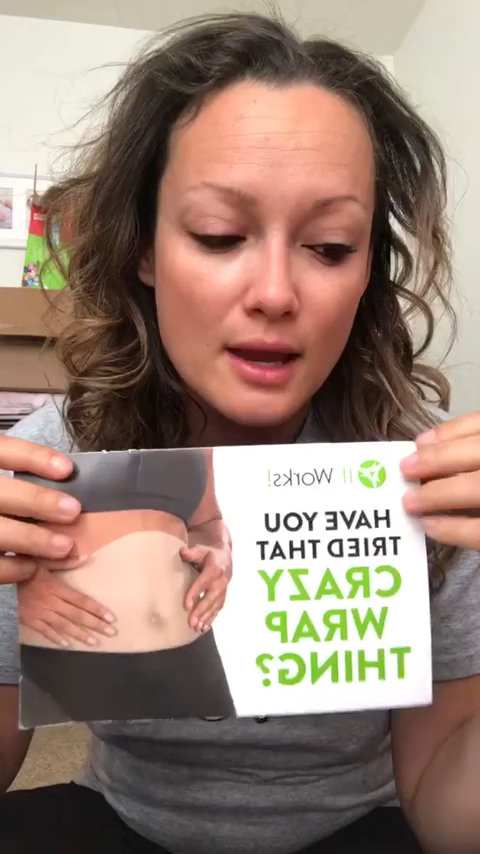 It Works!
HAVE YOU
TRIED THAT
CRAZY
WRAP
THING?